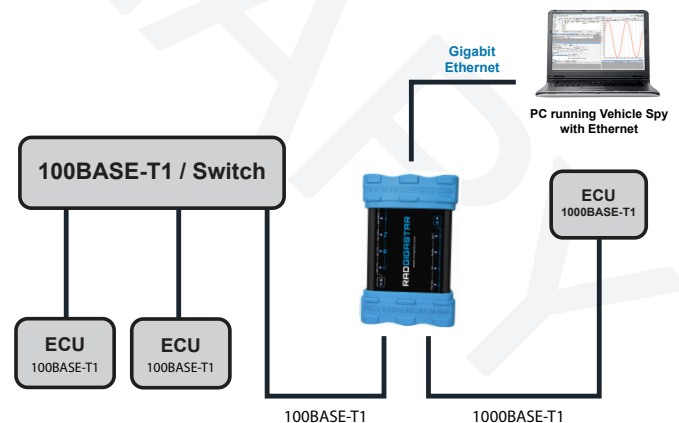 Gigabit
Ethernet
PC running Vehicle Spy
with Ethernet
100BASE-T1 / Switch
ECU
1000BASE-T1
RADGIGASTAR
ECU
100BASE-T1
ECU
100BASE-T1
100BASE-T1
1000BASE-T1